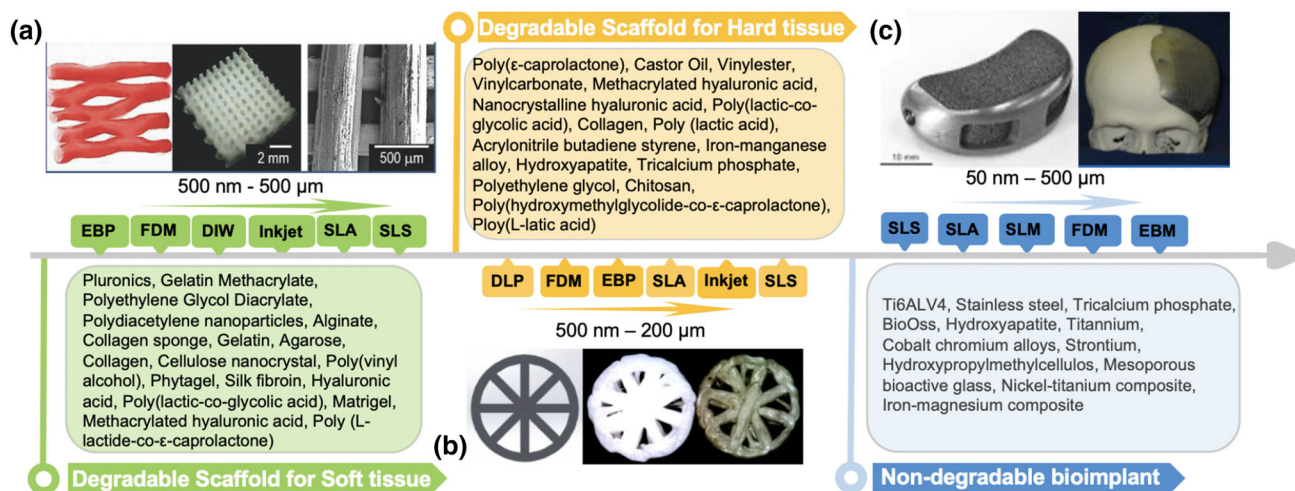 (a)
2 mm
500 μm
500 nm - 500 μm
EBP FDM DIW Inkjet SLA SLS
Pluronics, Gelatin Methacrylate,
Polyethylene Glycol Diacrylate,
Polydiacetylene nanoparticles, Alginate,
Collagen sponge, Gelatin, Agarose,
Collagen, Cellulose nanocrystal, Poly(vinyl
alcohol), Phytagel, Silk fibroin, Hyaluronic
acid, Poly(lactic-co-glycolic acid), Matrigel,
Methacrylated hyaluronic acid, Poly (L-
lactide-co-ε-caprolactone)
Degradable Scaffold for Soft tissue
Degradable Scaffold for Hard tissue
Poly(ε-caprolactone), Castor Oil, Vinylester,
Vinylcarbonate, Methacrylated hyaluronic acid,
Nanocrystalline hyaluronic acid, Poly(lactic-co-
glycolic acid), Collagen, Poly (lactic acid),
Acrylonitrile butadiene styrene, Iron-manganese
alloy, Hydroxyapatite, Tricalcium phosphate,
Polyethylene glycol, Chitosan,
Poly(hydroxymethylglycolide-co-ε-caprolactone),
Ploy(L-latic acid)
DLP FDM EBP SLA Inkjet SLS
500 nm – 200 μm
(b)
(c)
10 mm
50 nm – 500 μm
SLS SLA SLM FDM EBM
Ti6ALV4, Stainless steel, Tricalcium phosphate,
BioOss, Hydroxyapatite, Titannium,
Cobalt chromium alloys, Strontium,
Hydroxypropylmethylcellulos, Mesoporous
bioactive glass, Nickel-titanium composite,
Iron-magnesium composite
Non-degradable bioimplant